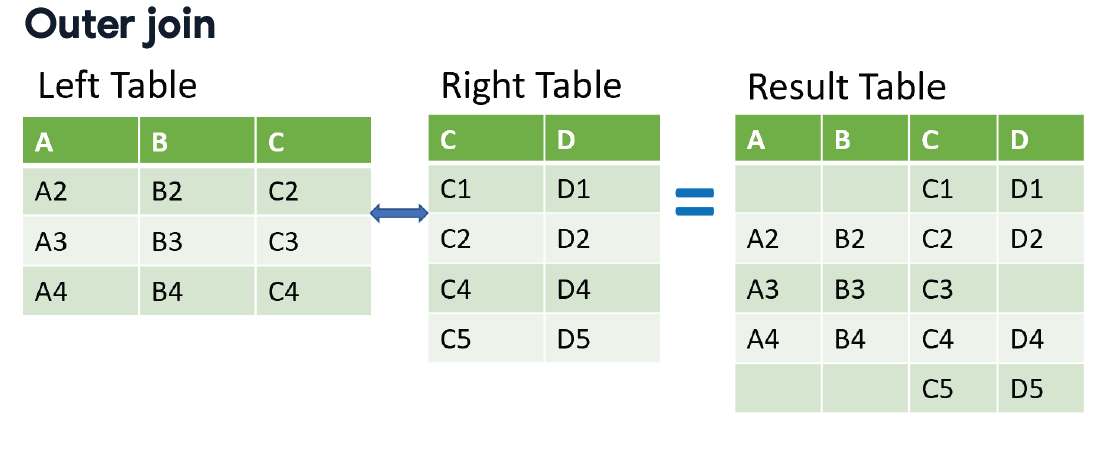 Outer join
Left Table
A B C
A2 B2 C2
A3 B3 C3
A4 B4 C4
Right Table
C D
C1 D1
C2 D2
C4 D4
C5 D5
=
Result Table
A B C D
C1 D1
A2 B2 C2 D2
A3 B3 C3
A4 B4 C4 D4
C5 D5